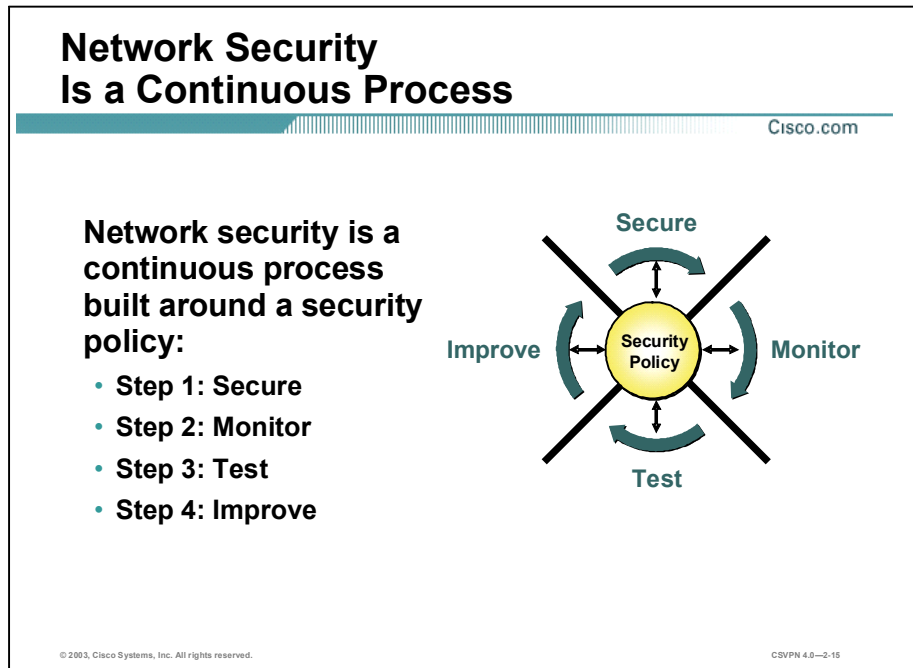 Network Security
Is a Continuous Process
Cisco.com
Network security is a
continuous process
built around a security
policy:
• Step 1: Secure
• Step 2: Monitor
• Step 3: Test
• Step 4: Improve
Secure
Improve
Security
Policy
Monitor
Test
© 2003, Cisco Systems, Inc. All rights reserved.
CSVPN 4.0—2-15